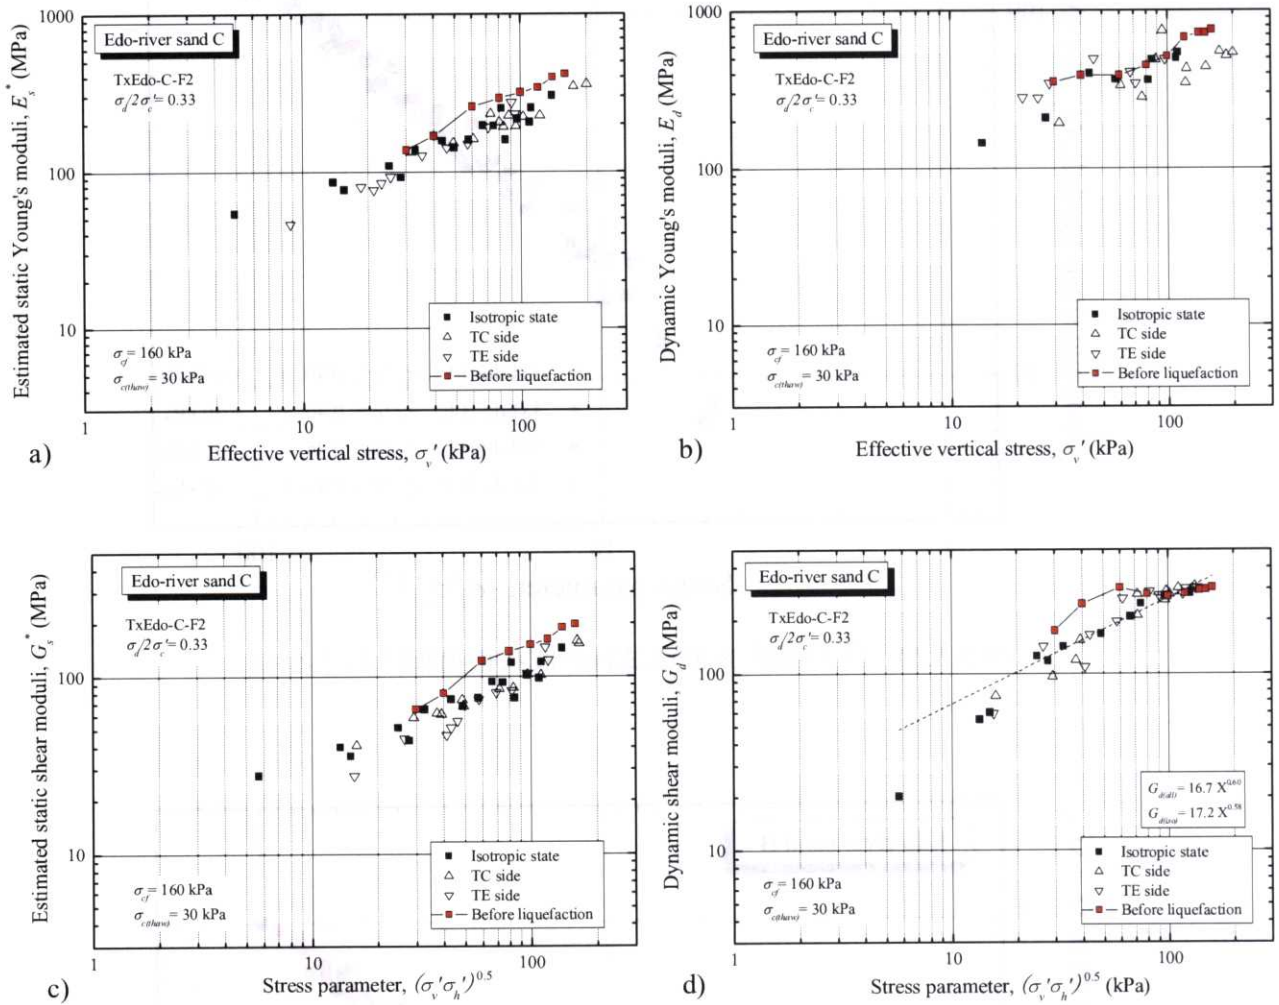 1000
Edo-river sand C
TxEdo-C-F2
σd/2σc'= 0.33
100
10
σcf = 160 kPa
σc(thaw) = 30 kPa
Isotropic state
TC side
TE side
Before liquefaction
1
10
100
Estimated static Young's moduli, Es* (MPa)
Effective vertical stress, σv' (kPa)
a)
1000
Edo-river sand C
TxEdo-C-F2
σd/2σc'= 0.33
100
10
σcf = 160 kPa
σc(thaw) = 30 kPa
Isotropic state
TC side
TE side
Before liquefaction
1
10
100
Dynamic Young's moduli, Ed (MPa)
Effective vertical stress, σv' (kPa)
b)
Edo-river sand C
TxEdo-C-F2
σd/2σc'= 0.33
100
10
σcf = 160 kPa
σc(thaw) = 30 kPa
Isotropic state
TC side
TE side
Before liquefaction
1
10
100
Estimated static shear moduli, Gs* (MPa)
Stress parameter, (σv'σh')0.5 (kPa)
c)
Edo-river sand C
TxEdo-C-F2
σd/2σc'= 0.33
100
10
Gd(all) = 16.7 X0.60
Gd(iso) = 17.2 X0.58
σcf = 160 kPa
σc(thaw) = 30 kPa
Isotropic state
TC side
TE side
Before liquefaction
1
10
100
Dynamic shear moduli, Gd (MPa)
Stress parameter, (σv'σh')0.5 (kPa)
d)